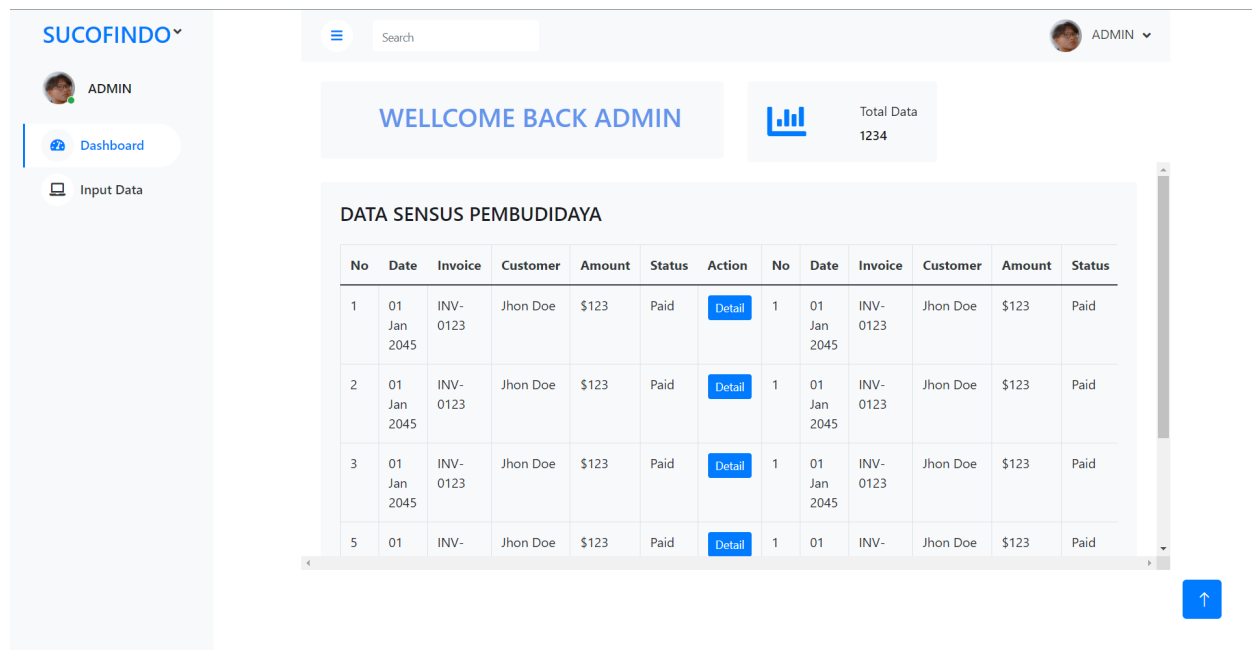 SUCOFINDO
ADMIN
Dashboard
Input Data
Search
ADMIN
WELLCOME BACK ADMIN
Total Data
1234
DATA SENSUS PEMBUDIDAYA
No Date Invoice Customer Amount Status Action No Date Invoice Customer Amount Status
1 01 INV- Jhon Doe $123 Paid Detail 1 01 INV- Jhon Doe $123 Paid
Jan 0123 Jan 0123
2045 2045
2 01 INV- Jhon Doe $123 Paid Detail 1 01 INV- Jhon Doe $123 Paid
Jan 0123 Jan 0123
2045 2045
3 01 INV- Jhon Doe $123 Paid Detail 1 01 INV- Jhon Doe $123 Paid
Jan 0123 Jan 0123
2045 2045
5 01 INV- Jhon Doe $123 Paid Detail 1 01 INV- Jhon Doe $123 Paid